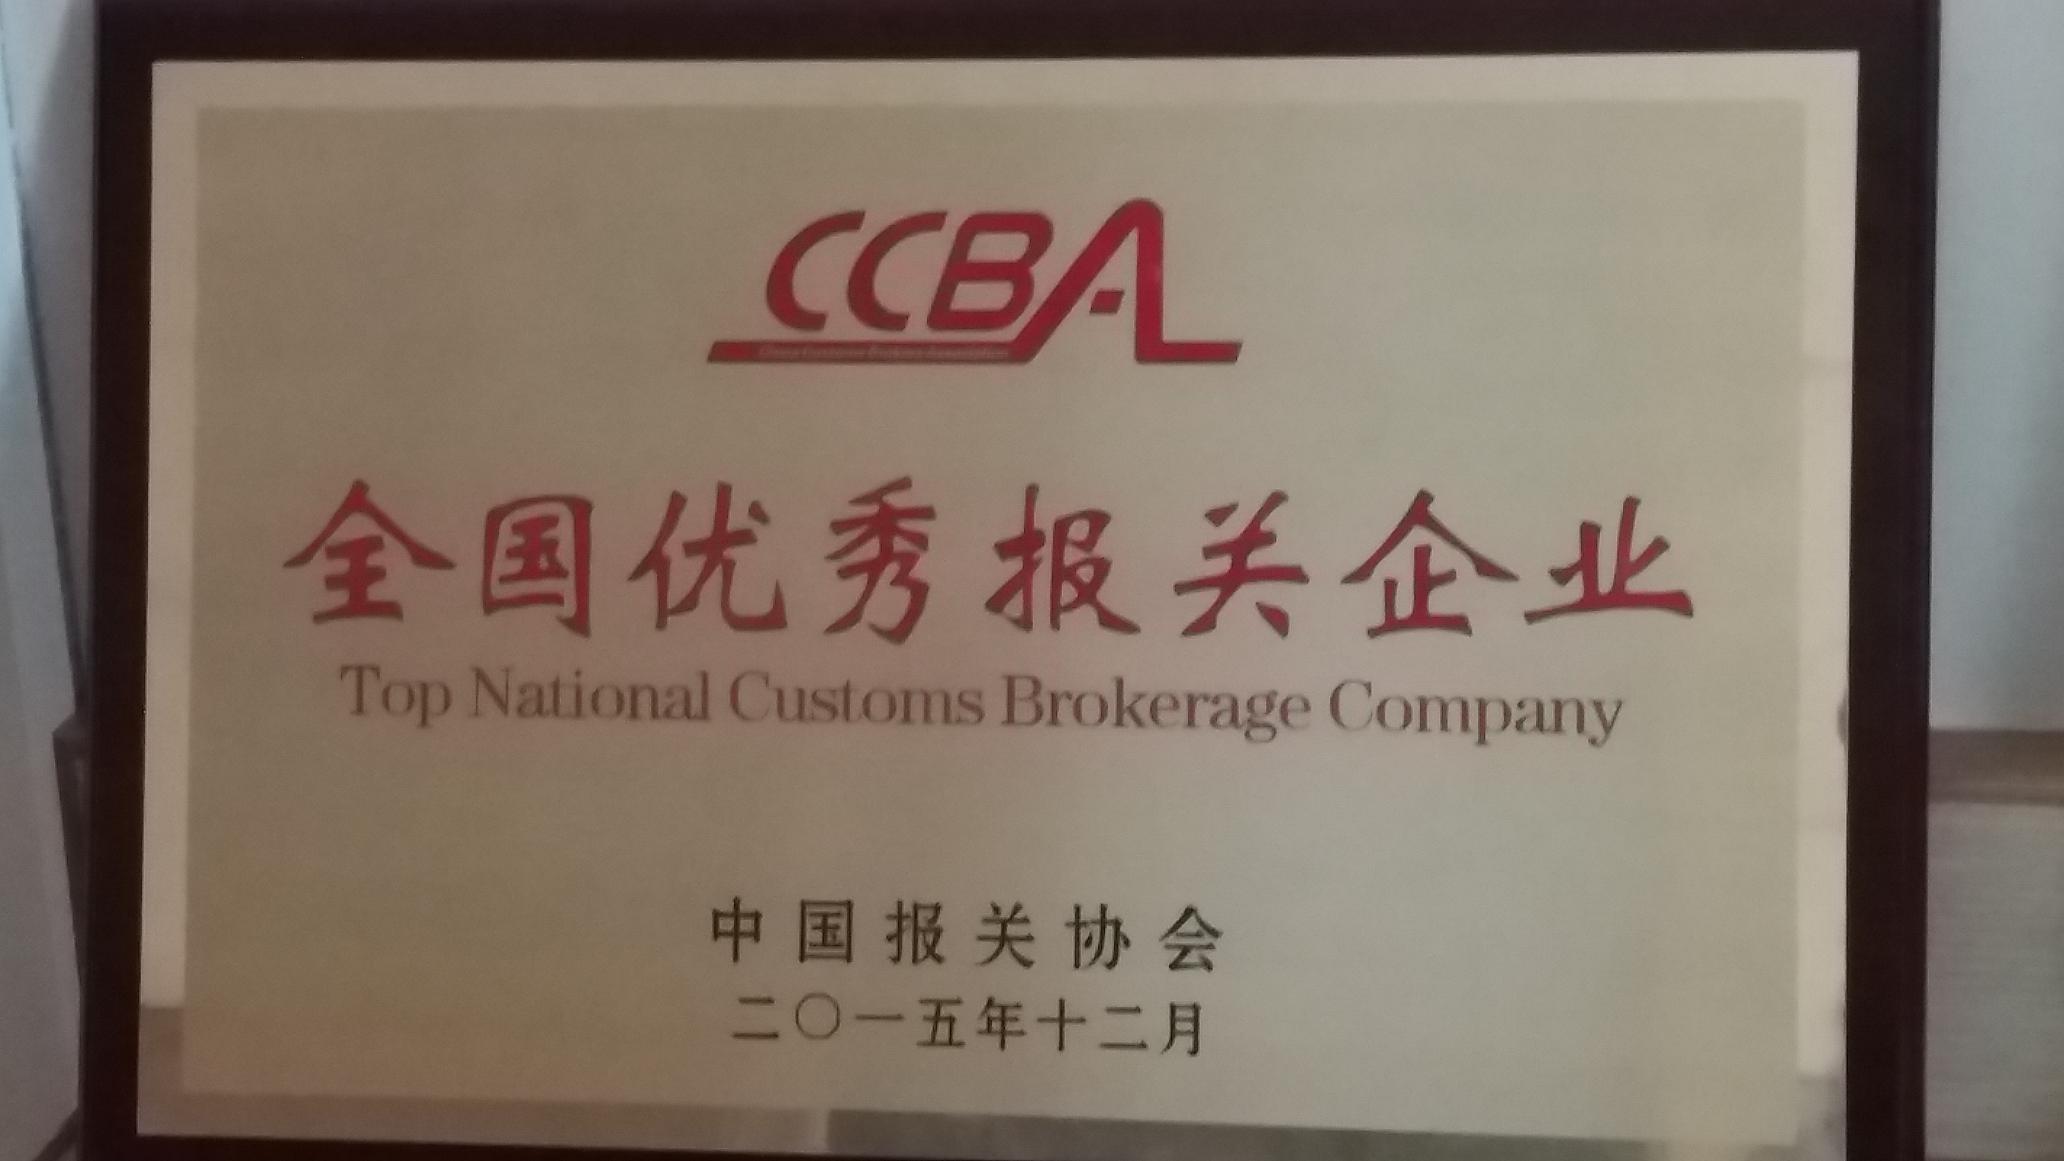 CCBA
全国优秀报关企业
Top National Customs Brokerage Company
中国报关协会
二〇一五年十二月